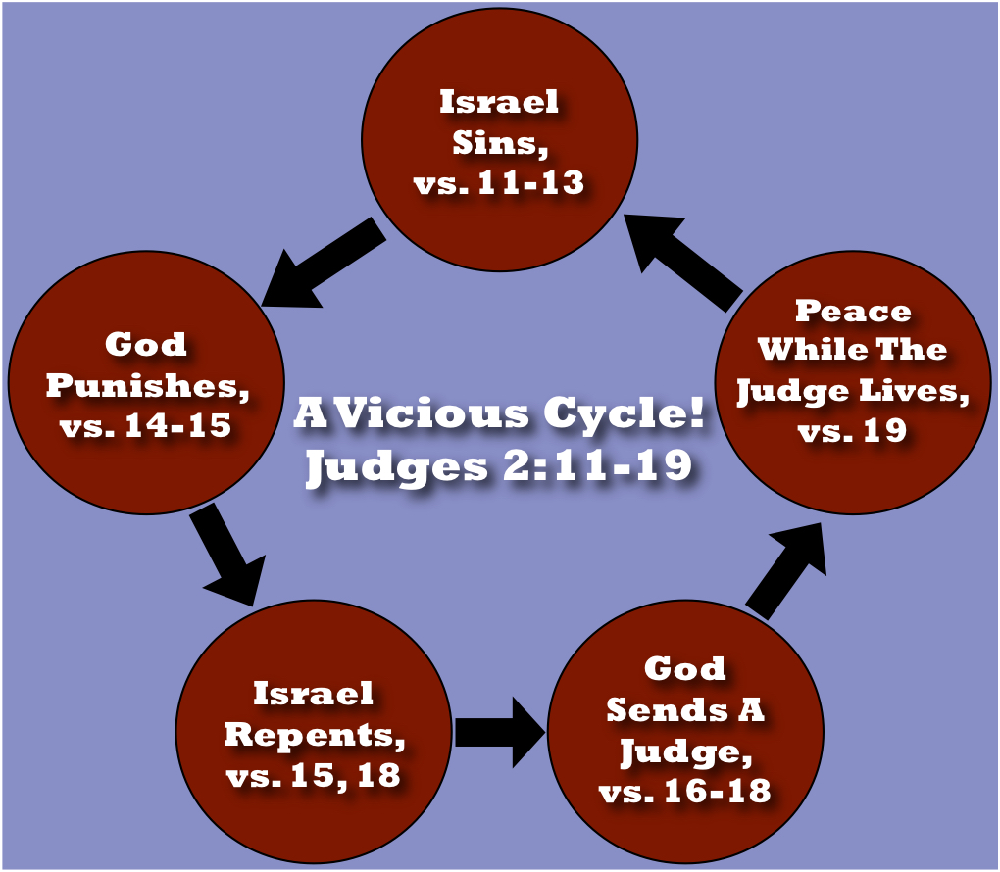 Israel
Sins,
vs. 11-13
God
Punishes,
vs. 14-15
Peace
While The
Judge Lives,
vs. 19
A Vicious Cycle!
Judges 2:11-19
Israel
Repents,
vs. 15, 18
God
Sends A
Judge,
vs. 16-18